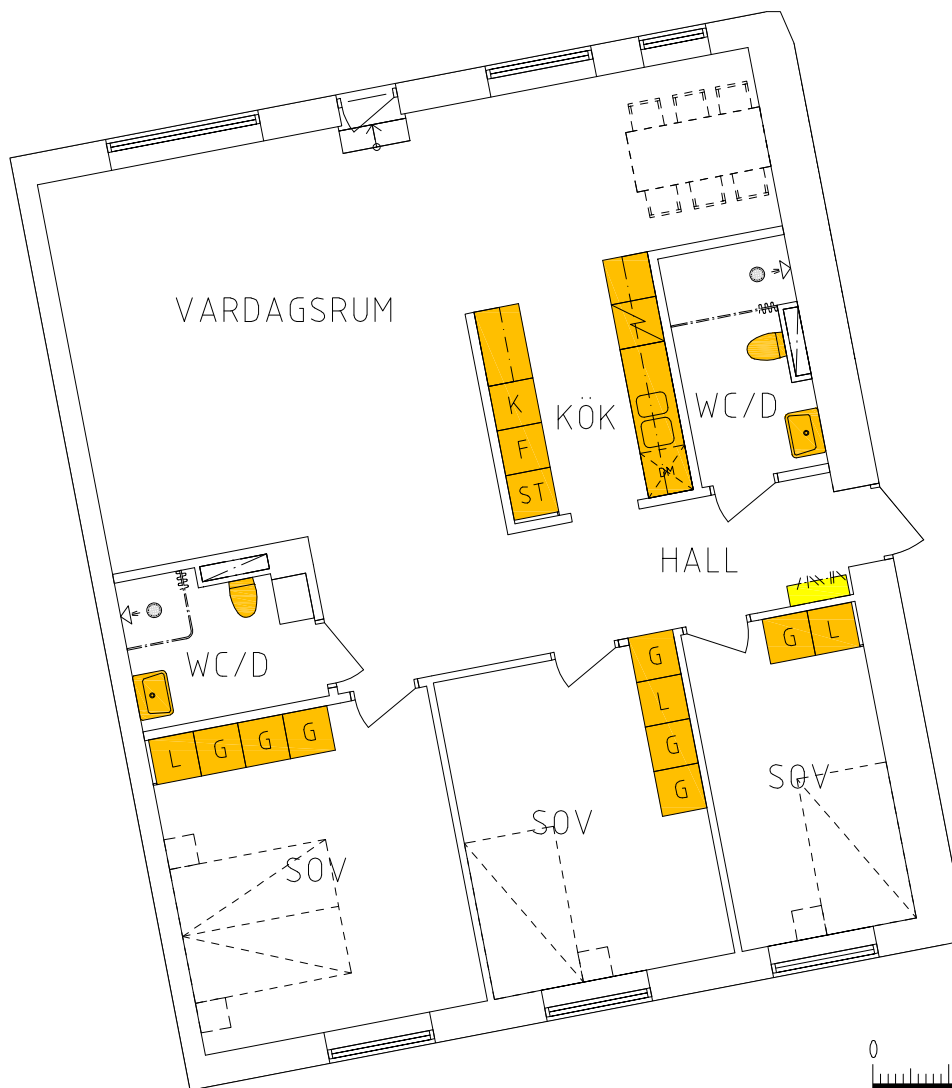 VARDAGSRUM
K
F
ST
KÖK
DM
WC/D
HALL
WC/D
G L
G
L
G
G
L G G G
SOV
SOV
SOV
0